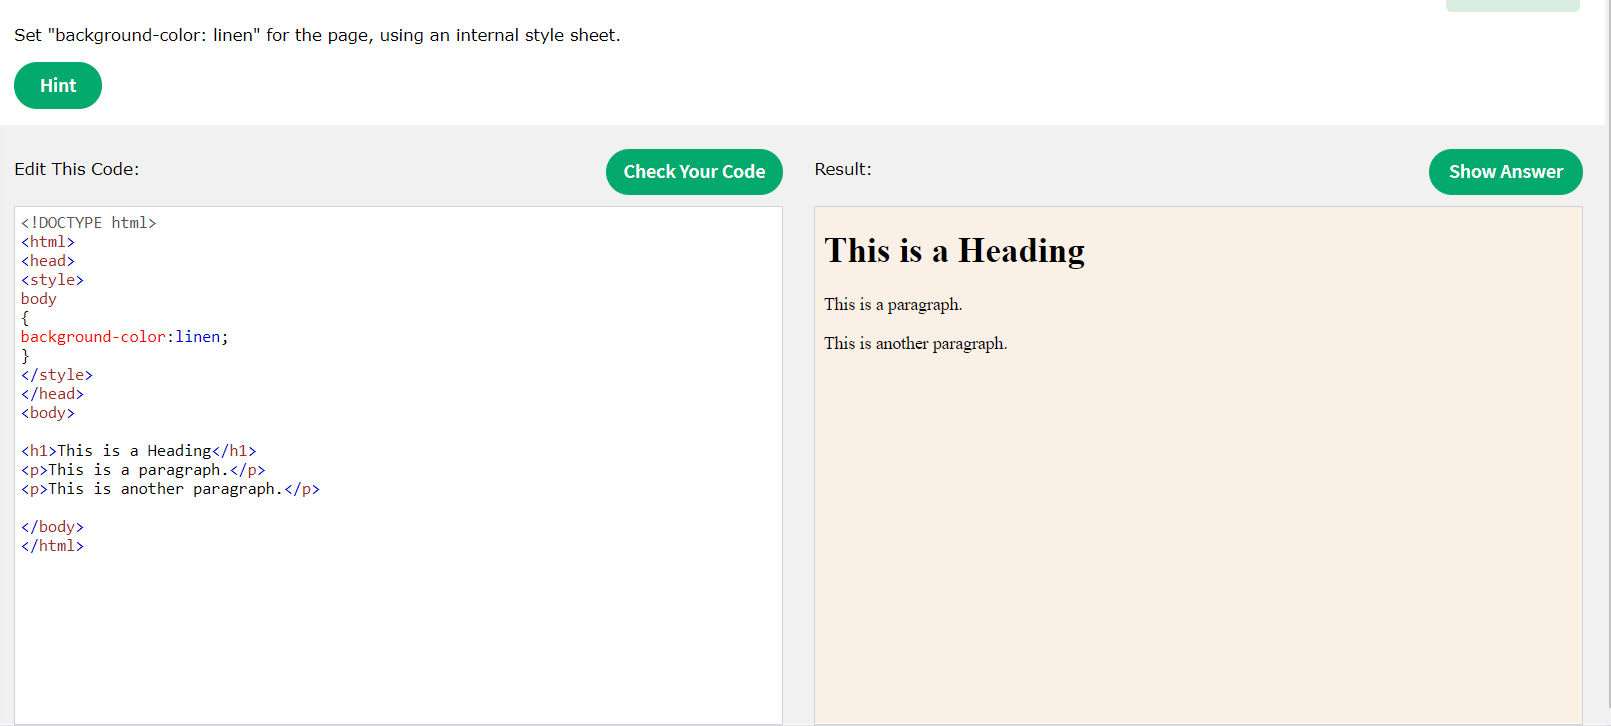 Set "background-color: linen" for the page, using an internal style sheet.
Hint
Edit This Code:
Check Your Code
<!DOCTYPE html>
<html>
<head>
<style>
body
{
background-color:linen;
}
</style>
</head>
<body>
<h1>This is a Heading</h1>
<p>This is a paragraph.</p>
<p>This is another paragraph.</p>
</body>
</html>
Result:
Show Answer
This is a Heading
This is a paragraph.
This is another paragraph.